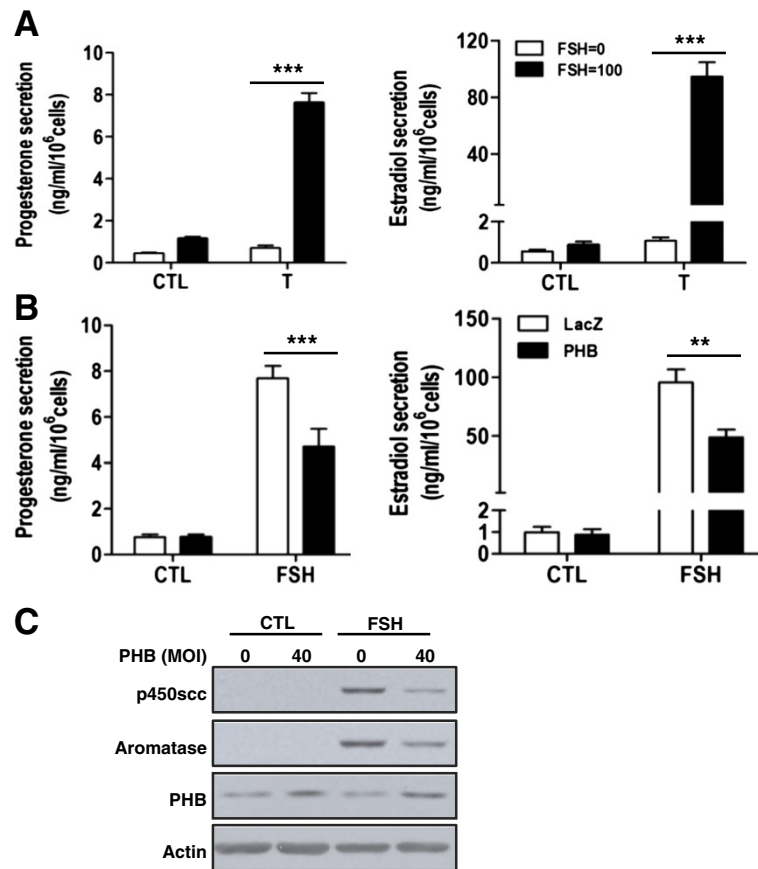 A
Progesterone secretion
(ng/ml/10⁶cells)
10
8
6
4
2
0
***
CTL
T
Estradiol secretion
(ng/ml/10⁶cells)
120
80
40
2
0
FSH=0
FSH=100
***
CTL
T
B
Progesterone secretion
(ng/ml/10⁶cells)
10
8
6
4
2
0
***
CTL
FSH
Estradiol secretion
(ng/ml/10⁶cells)
150
100
50
2
1
0
LacZ
PHB
**
CTL
FSH
C
CTL FSH
PHB (MOI) 0 40 0 40
p450scc
Aromatase
PHB
Actin